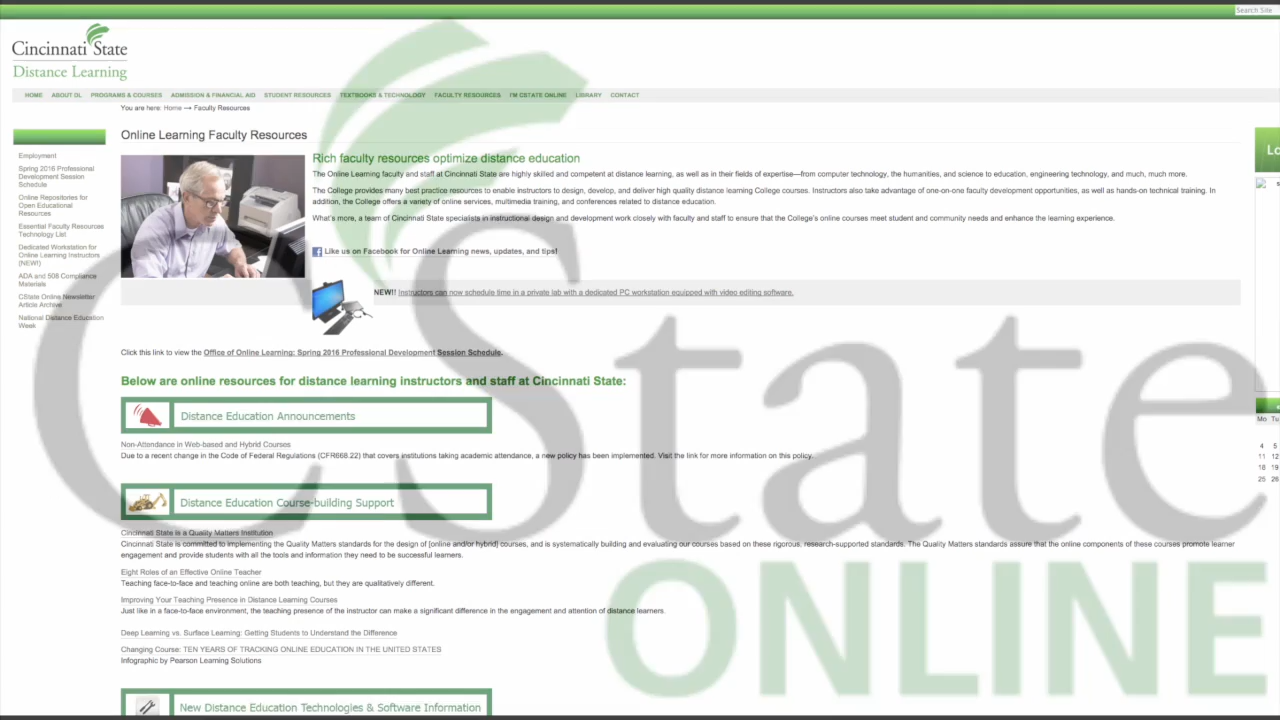 Search Site
Cincinnati State
Distance Learning
HOME ABOUT DL PROGRAMS & COURSES ADMISSION & FINANCIAL AID STUDENT RESOURCES TEXTBOOKS & TECHNOLOGY FACULTY RESOURCES I'M CSTATE ONLINE LIBRARY CONTACT
You are here: Home → Faculty Resources
Employment
Spring 2016 Professional
Development Session
Schedule
Online Repositories for
Open Educational
Resources
Essential Faculty Resources
Technology List
Dedicated Workstation for
Online Learning Instructors
(NEW!)
ADA and 508 Compliance
Materials
CState Online Newsletter
Article Archive
National Distance Education
Week
Online Learning Faculty Resources
Rich faculty resources optimize distance education
The Online Learning faculty and staff at Cincinnati State are highly skilled and competent at distance learning, as well as in their fields of expertise—from computer technology, the humanities, and science to education, engineering technology, and much, much more.
The College provides many best practice resources to enable instructors to design, develop, and deliver high quality distance learning College courses. Instructors also take advantage of one-on-one faculty development opportunities, as well as hands-on technical training. In
addition, the College offers a variety of online services, multimedia training, and conferences related to distance education.
What's more, a team of Cincinnati State specialists in instructional design and development work closely with faculty and staff to ensure that the College's online courses meet student and community needs and enhance the learning experience.
Like us on Facebook for Online Learning news, updates, and tips!
NEW!! Instructors can now schedule time in a private lab with a dedicated PC workstation equipped with video editing software.
Click this link to view the Office of Online Learning: Spring 2016 Professional Development Session Schedule.
Below are online resources for distance learning instructors and staff at Cincinnati State:
Distance Education Announcements
Non-Attendance in Web-based and Hybrid Courses
Due to a recent change in the Code of Federal Regulations (CFR668.22) that covers institutions taking academic attendance, a new policy has been implemented. Visit the link for more information on this policy.
Distance Education Course-building Support
Cincinnati State is a Quality Matters Institution
Cincinnati State is committed to implementing the Quality Matters standards for the design of [online and/or hybrid] courses, and is systematically building and evaluating our courses based on these rigorous, research-supported standards. The Quality Matters standards assure that the online components of these courses promote learner
engagement and provide students with all the tools and information they need to be successful learners.
Eight Roles of an Effective Online Teacher
Teaching face-to-face and teaching online are both teaching, but they are qualitatively different.
Improving Your Teaching Presence in Distance Learning Courses
Just like in a face-to-face environment, the teaching presence of the instructor can make a significant difference in the engagement and attention of distance learners.
Deep Learning vs. Surface Learning: Getting Students to Understand the Difference
Changing Course: TEN YEARS OF TRACKING ONLINE EDUCATION IN THE UNITED STATES
Infographic by Pearson Learning Solutions
New Distance Education Technologies & Software Information
Lo
s
Mo Tu
4 5
11 12
18 19
25 26
CState
ONLINE